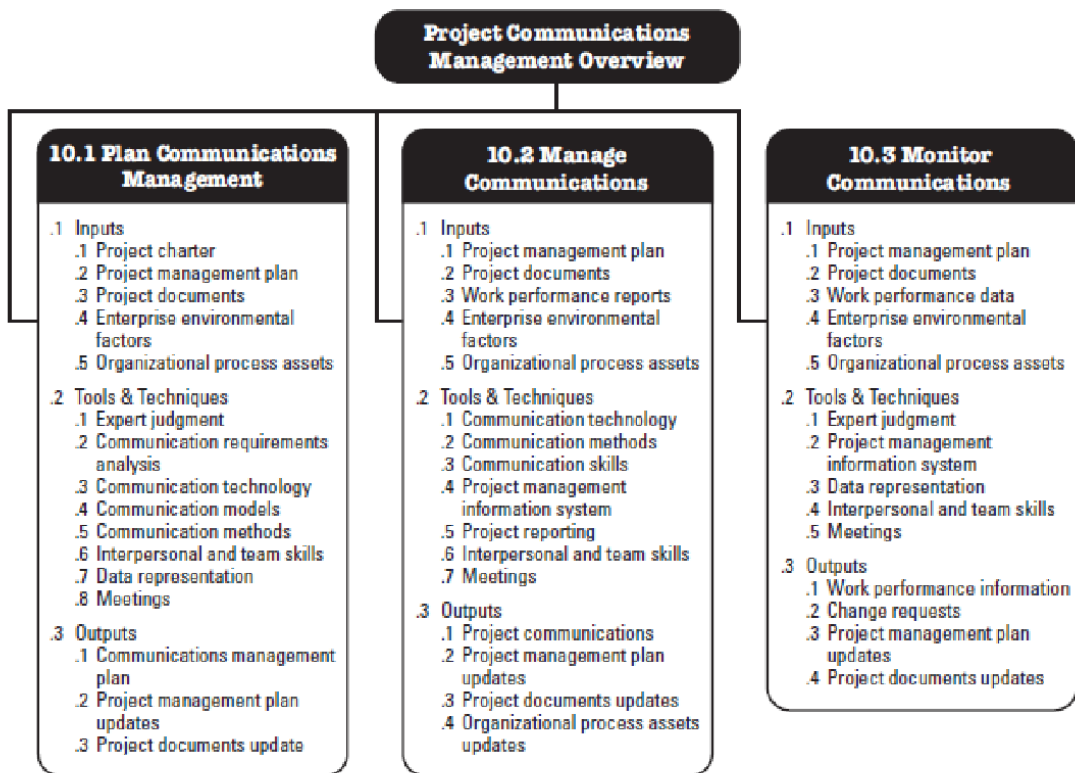 Project Communications
Management Overview
10.1 Plan Communications
Management
.1 Inputs
.1 Project charter
.2 Project management plan
.3 Project documents
.4 Enterprise environmental
factors
.5 Organizational process assets
.2 Tools & Techniques
.1 Expert judgment
.2 Communication requirements
analysis
.3 Communication technology
.4 Communication models
.5 Communication methods
.6 Interpersonal and team skills
.7 Data representation
.8 Meetings
.3 Outputs
.1 Communications management
plan
.2 Project management plan
updates
.3 Project documents update
10.2 Manage
Communications
.1 Inputs
.1 Project management plan
.2 Project documents
.3 Work performance reports
.4 Enterprise environmental
factors
.5 Organizational process assets
.2 Tools & Techniques
.1 Communication technology
.2 Communication methods
.3 Communication skills
.4 Project management
information system
.5 Project reporting
.6 Interpersonal and team skills
.7 Meetings
.3 Outputs
.1 Project communications
.2 Project management plan
updates
.3 Project documents updates
.4 Organizational process assets
updates
10.3 Monitor
Communications
.1 Inputs
.1 Project management plan
.2 Project documents
.3 Work performance data
.4 Enterprise environmental
factors
.5 Organizational process assets
.2 Tools & Techniques
.1 Expert judgment
.2 Project management
information system
.3 Data representation
.4 Interpersonal and team skills
.5 Meetings
.3 Outputs
.1 Work performance information
.2 Change requests
.3 Project management plan
updates
.4 Project documents updates